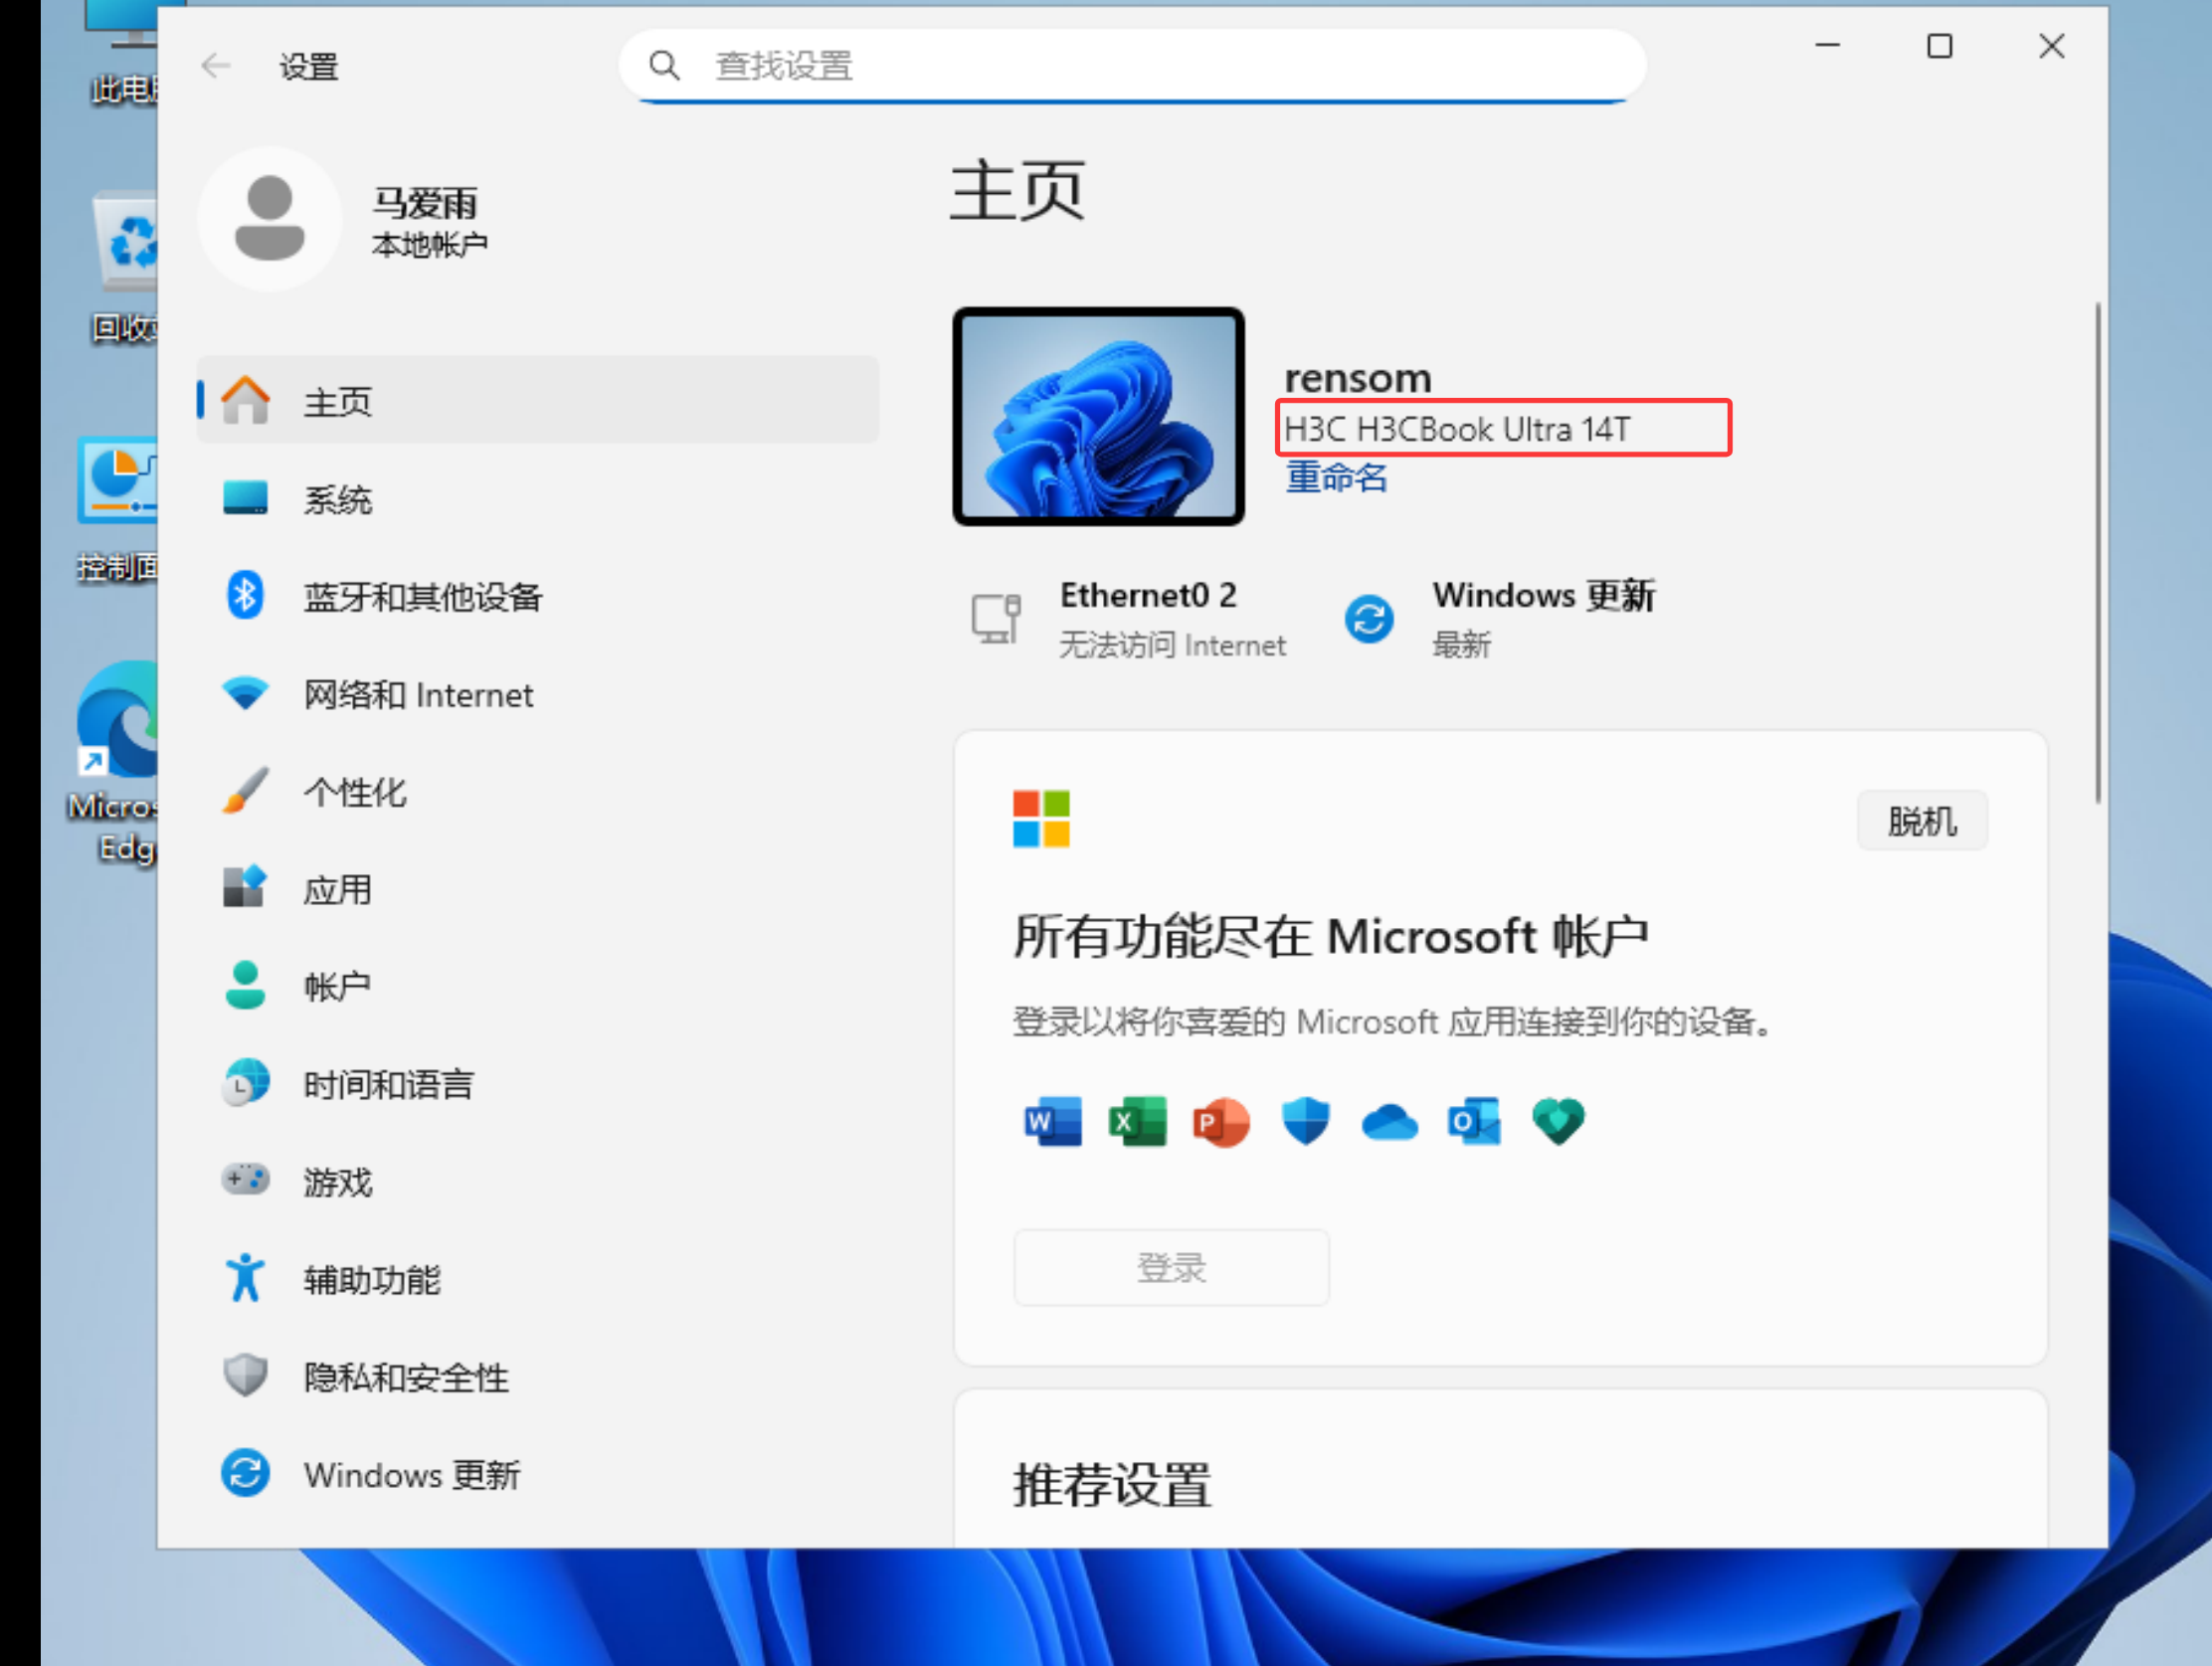 此电
回收
控制面
Micros
Edg
设置
查找设置
马爱雨
本地帐户
主页
系统
蓝牙和其他设备
网络和 Internet
个性化
应用
帐户
时间和语言
游戏
辅助功能
隐私和安全性
Windows 更新
主页
rensom
H3C H3CBook Ultra 14T
重命名
Ethernet0 2
无法访问 Internet
Windows 更新
最新
脱机
所有功能尽在 Microsoft 帐户
登录以将你喜爱的 Microsoft 应用连接到你的设备。
登录
推荐设置